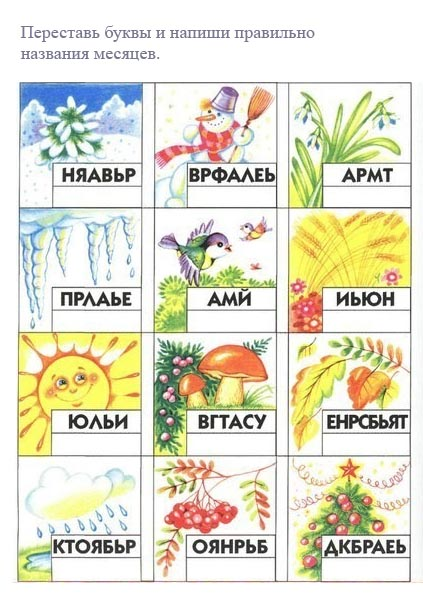 Переставь буквы и напиши правильно
названия месяцев.
НЯАВЬР
ВРФАЛЕЬ
АРМТ
ПРЛАЬЕ
АМЙ
ИЬЮН
ЮЛЬИ
ВГТАСУ
ЕНРСБЬЯТ
КТОЯБЬР
ОЯНРЬБ
ДКБРАЕЬ